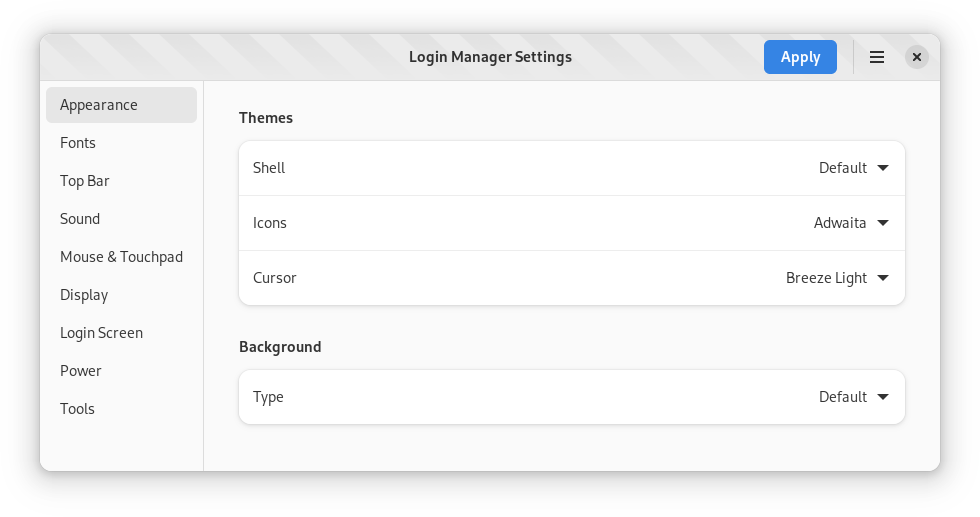 Login Manager Settings
Apply
Appearance
Fonts
Top Bar
Sound
Mouse & Touchpad
Display
Login Screen
Power
Tools
Themes
Shell Default
Icons Adwaita
Cursor Breeze Light
Background
Type Default